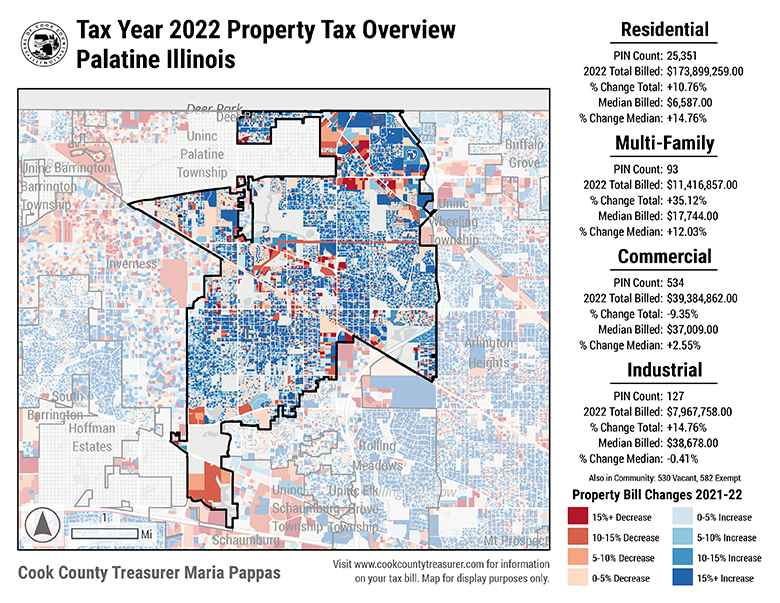 Tax Year 2022 Property Tax Overview
Palatine Illinois
Deer Park
Deer Park
Uninc
Palatine
Township
Buffalo
Grove
Uninc Barrington
Barrington
Township
Uninc
Wheeling
Township
Inverness
Arlington
Heights
South
Barrington
Hoffman
Estates
Rolling
Meadows
Uninc
Schaumburg
Township
Uninc Elk
Grove
Township
Schaumburg
Mt Prospect
1
Mi
Cook County Treasurer Maria Pappas
Visit www.cookcountytreasurer.com for information
on your tax bill. Map for display purposes only.
Residential
PIN Count: 25,351
2022 Total Billed: $173,899,259.00
% Change Total: +10.76%
Median Billed: $6,587.00
% Change Median: +14.76%
Multi-Family
PIN Count: 93
2022 Total Billed: $11,416,857.00
% Change Total: +35.12%
Median Billed: $17,744.00
% Change Median: +12.03%
Commercial
PIN Count: 534
2022 Total Billed: $39,384,862.00
% Change Total: -9.35%
Median Billed: $37,009.00
% Change Median: +2.55%
Industrial
PIN Count: 127
2022 Total Billed: $7,967,758.00
% Change Total: +14.76%
Median Billed: $38,678.00
% Change Median: -0.41%
Also in Community: 530 Vacant, 582 Exempt
Property Bill Changes 2021-22
15%+ Decrease
10-15% Decrease
5-10% Decrease
0-5% Decrease
0-5% Increase
5-10% Increase
10-15% Increase
15%+ Increase